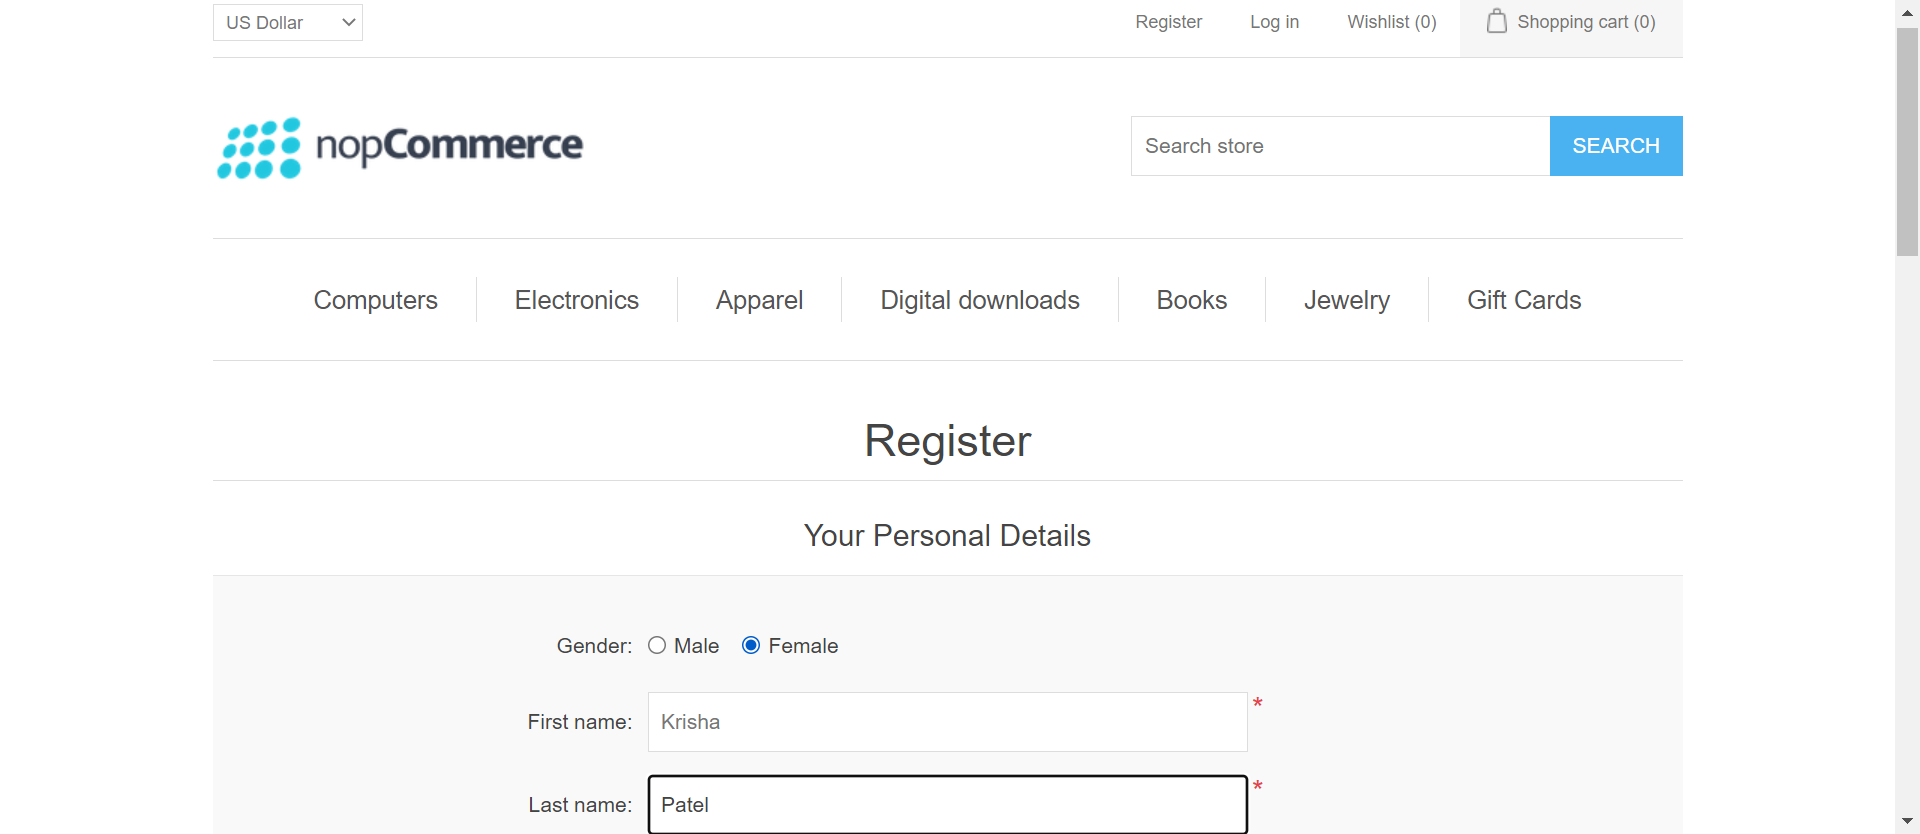 US Dollar Register Log in Wishlist (0) Shopping cart (0)
nopCommerce Search store SEARCH
Computers Electronics Apparel Digital downloads Books Jewelry Gift Cards
Register
Your Personal Details
Gender: Male Female
First name: Krisha *
Last name: Patel *